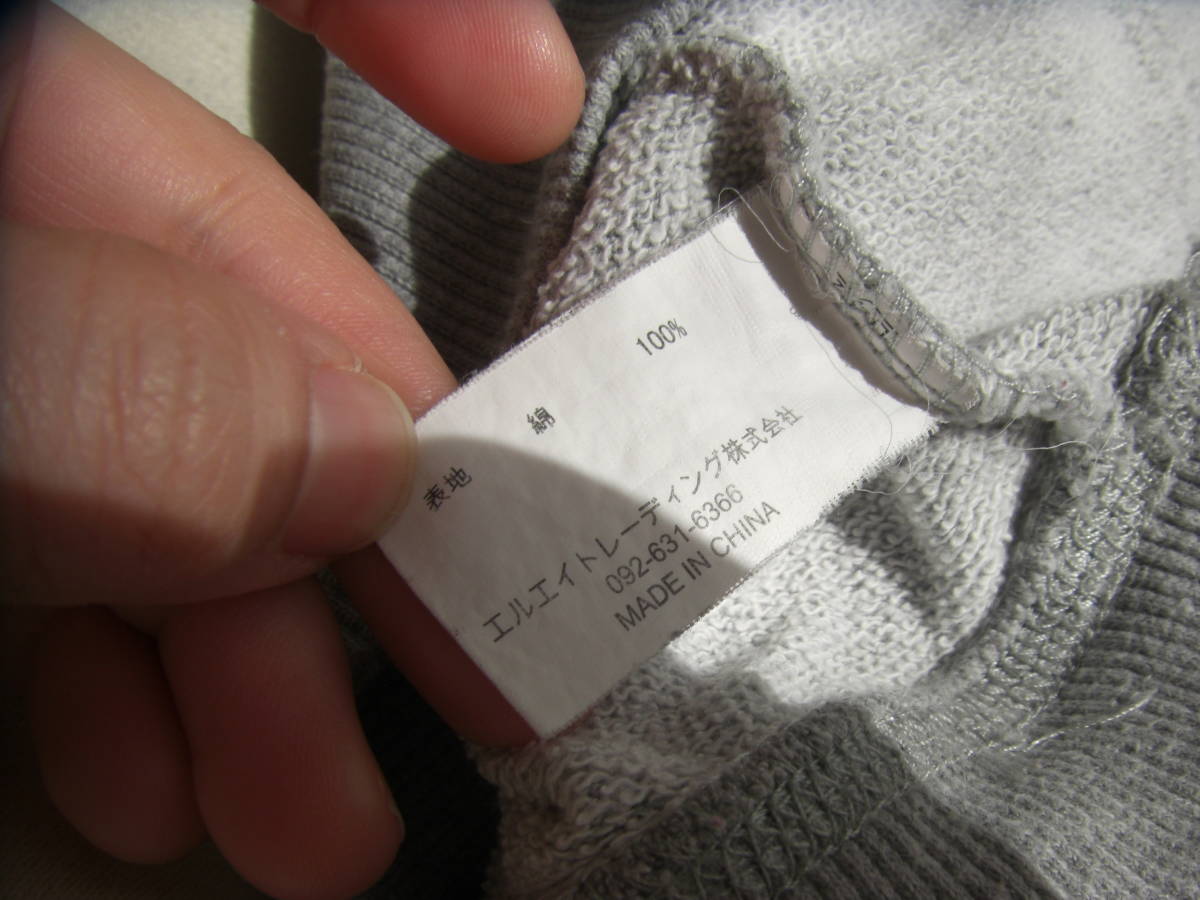 表地 綿 100%
エルエイトレーディング株式会社
092-631-6366
MADE IN CHINA